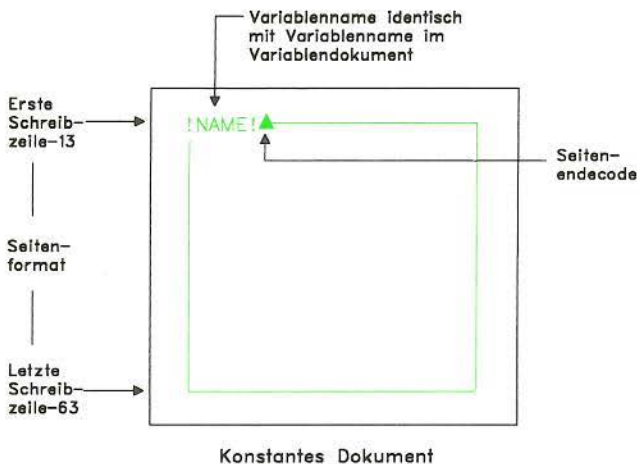 Variablenname identisch
mit Variablenname im
Variablendokument
Erste
Schreib-
zeile-13
!NAME!
Seiten-
endecode
Seiten-
format
Letzte
Schreib-
zeile-63
Konstantes Dokument